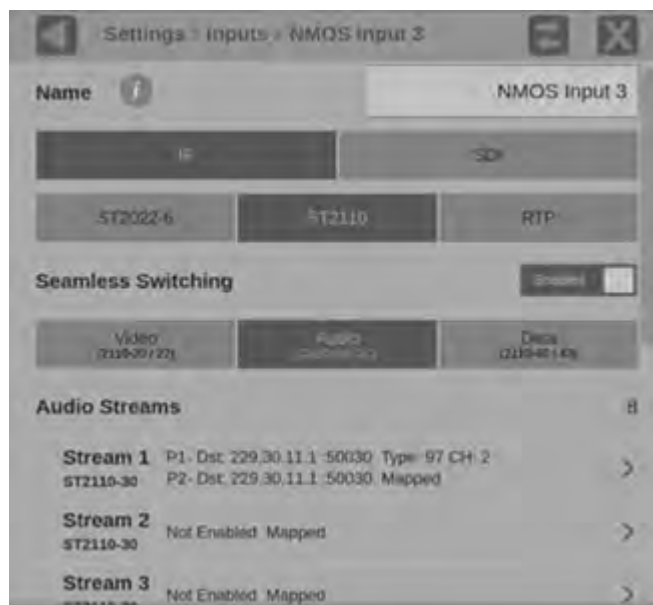 Settings > Inputs > NMOS Input 3
Name i NMOS Input 3
IP SDI
ST2022-6 ST2110 RTP
Seamless Switching Enabled
Video Audio Data
(2110-20 / 22)
Audio Streams 8
Stream 1 P1- Dst: 229.30.11.1 :50030 Type: 97 CH: 2
ST2110-30 P2- Dst: 229.30.11.1 :50030 Mapped
Stream 2
ST2110-30 Not Enabled Mapped
Stream 3
Not Enabled Mapped